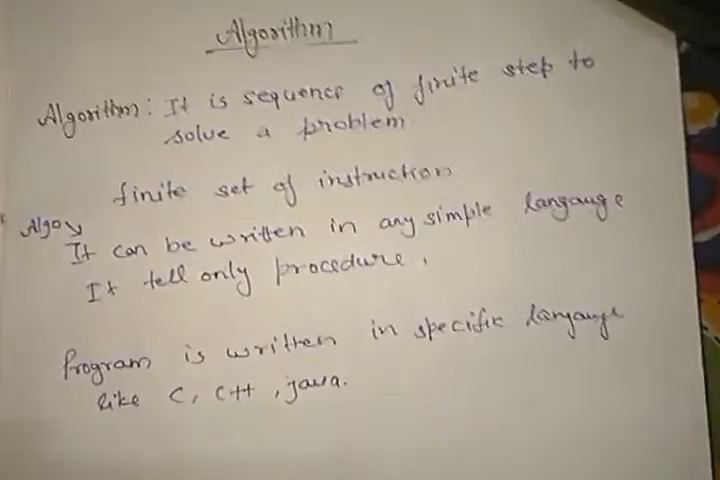 Algorithm
Algorithm: It is sequence of finite step to
solve a problem
finite set of instruction
Algo
It can be written in any simple langauge
It tell only procedure.
Program is written in specific langauge
like C, C++, java.